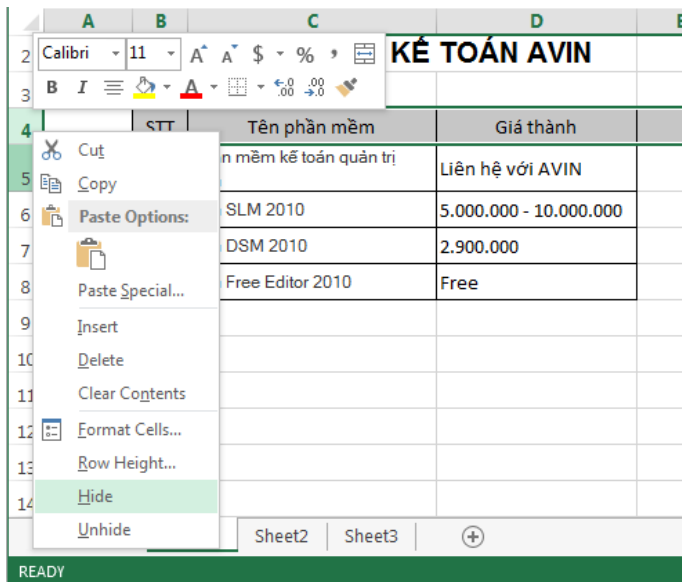 A B C D
Calibri 11 A A $ % ,
2 KẾ TOÁN AVIN
B I A .00 .0
3
4 STT Tên phần mềm Giá thành
Cut
5 n mềm kế toán quản trị Liên hệ với AVIN
Copy
6 SLM 2010 5.000.000 - 10.000.000
Paste Options:
7 DSM 2010 2.900.000
8 Free Editor 2010 Free
Paste Special...
9 Insert
10 Delete
11 Clear Contents
12 Format Cells...
13 Row Height...
14 Hide
Unhide
Sheet2 Sheet3
READY